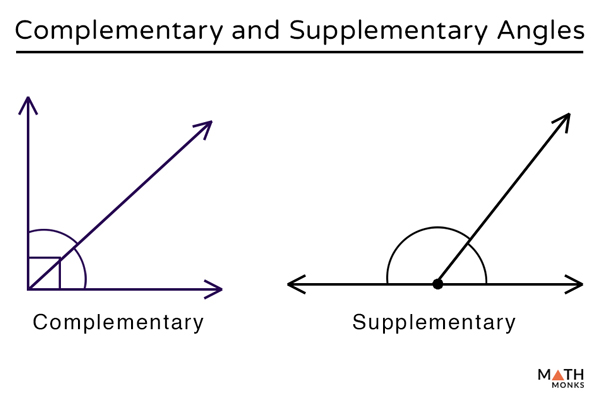 Complementary and Supplementary Angles
Complementary
Supplementary
MATH
MONKS